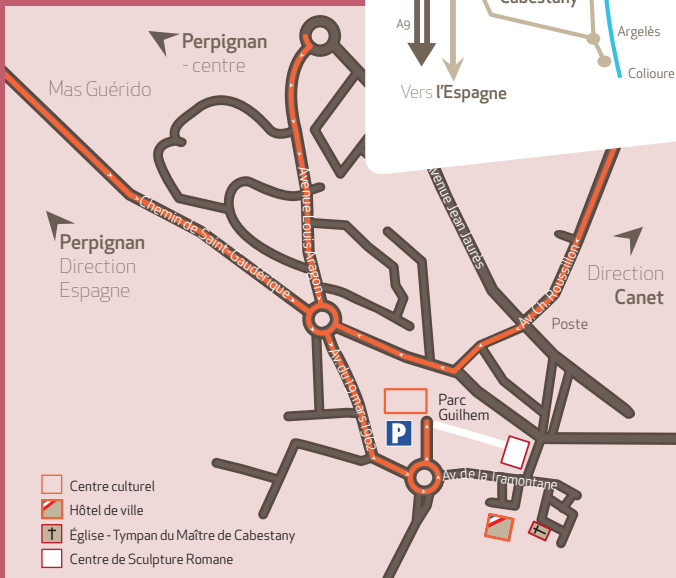 Cabestany
A9
Argelès
Colioure
Vers l'Espagne
Perpignan
- centre
Mas Guérido
Perpignan
Direction
Espagne
Chemin de Saint-Gaudérique
Avenue Louis Aragon
Avenue Jean Jaurès
Av. Ch. Roussillon
Direction
Canet
Poste
Av. du 19 mars 1962
Parc
Guilhem
P
Av. de la Tramontane
Centre culturel
Hôtel de ville
Église - Tympan du Maître de Cabestany
Centre de Sculpture Romane